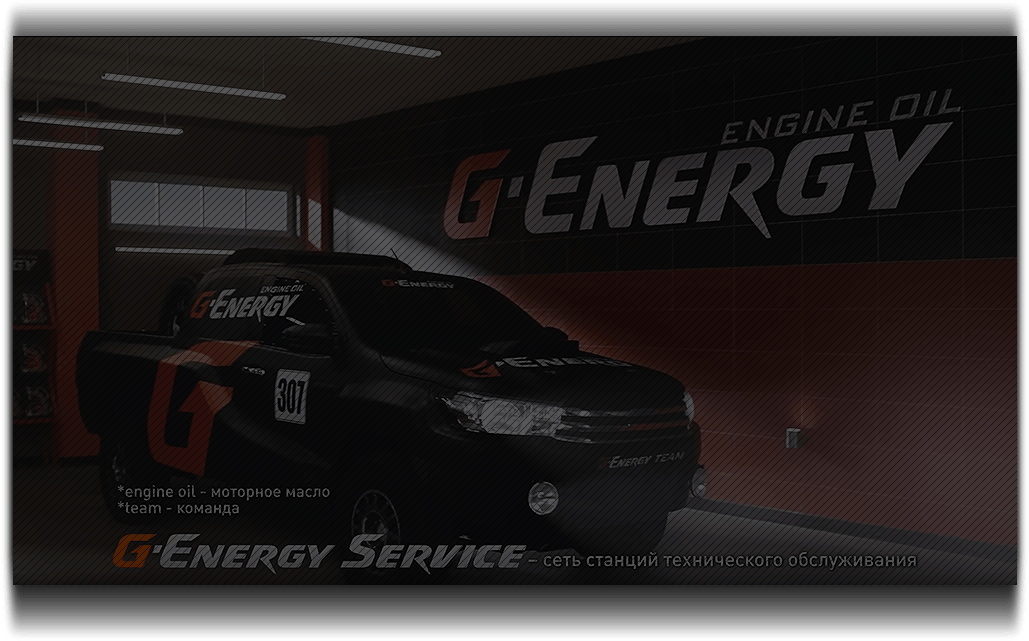 ENGINE OIL
G-ENERGY
GY
ENGINE OIL
G-ENERGY
G-ENERGY
G-ENERGY
307
G-ENERGY TEAM
*engine oil - моторное масло
*team - команда
G-ENERGY SERVICE – сеть станций технического обслуживания